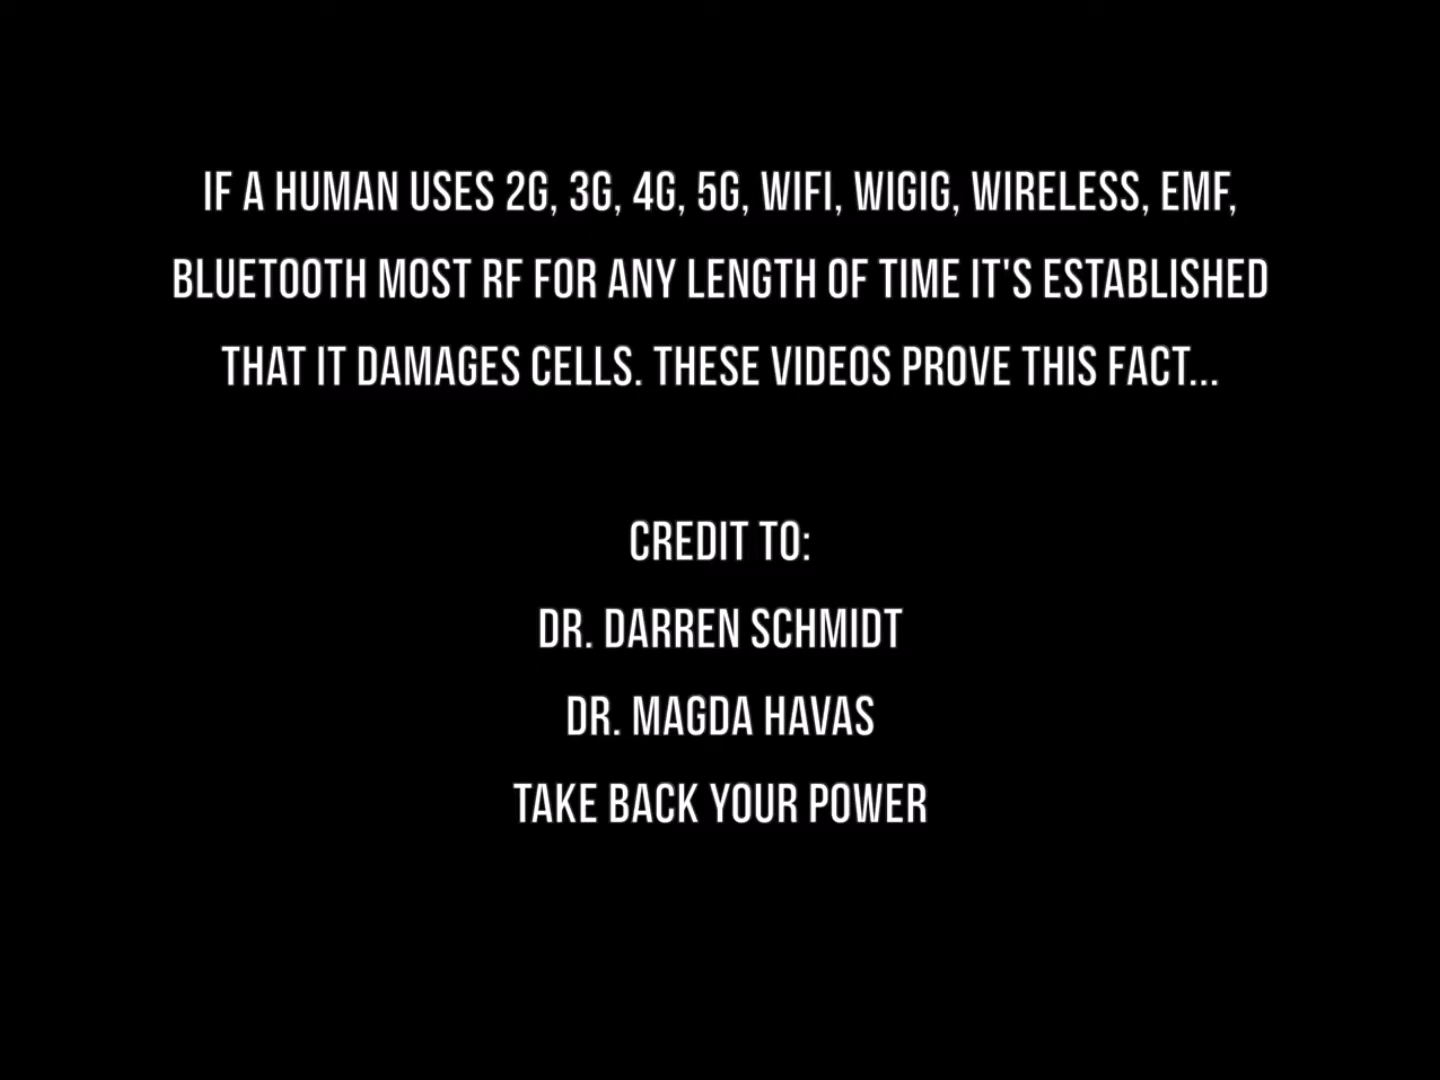 IF A HUMAN USES 2G, 3G, 4G, 5G, WIFI, WIGIG, WIRELESS, EMF,
BLUETOOTH MOST RF FOR ANY LENGTH OF TIME IT'S ESTABLISHED
THAT IT DAMAGES CELLS. THESE VIDEOS PROVE THIS FACT...
CREDIT TO:
DR. DARREN SCHMIDT
DR. MAGDA HAVAS
TAKE BACK YOUR POWER